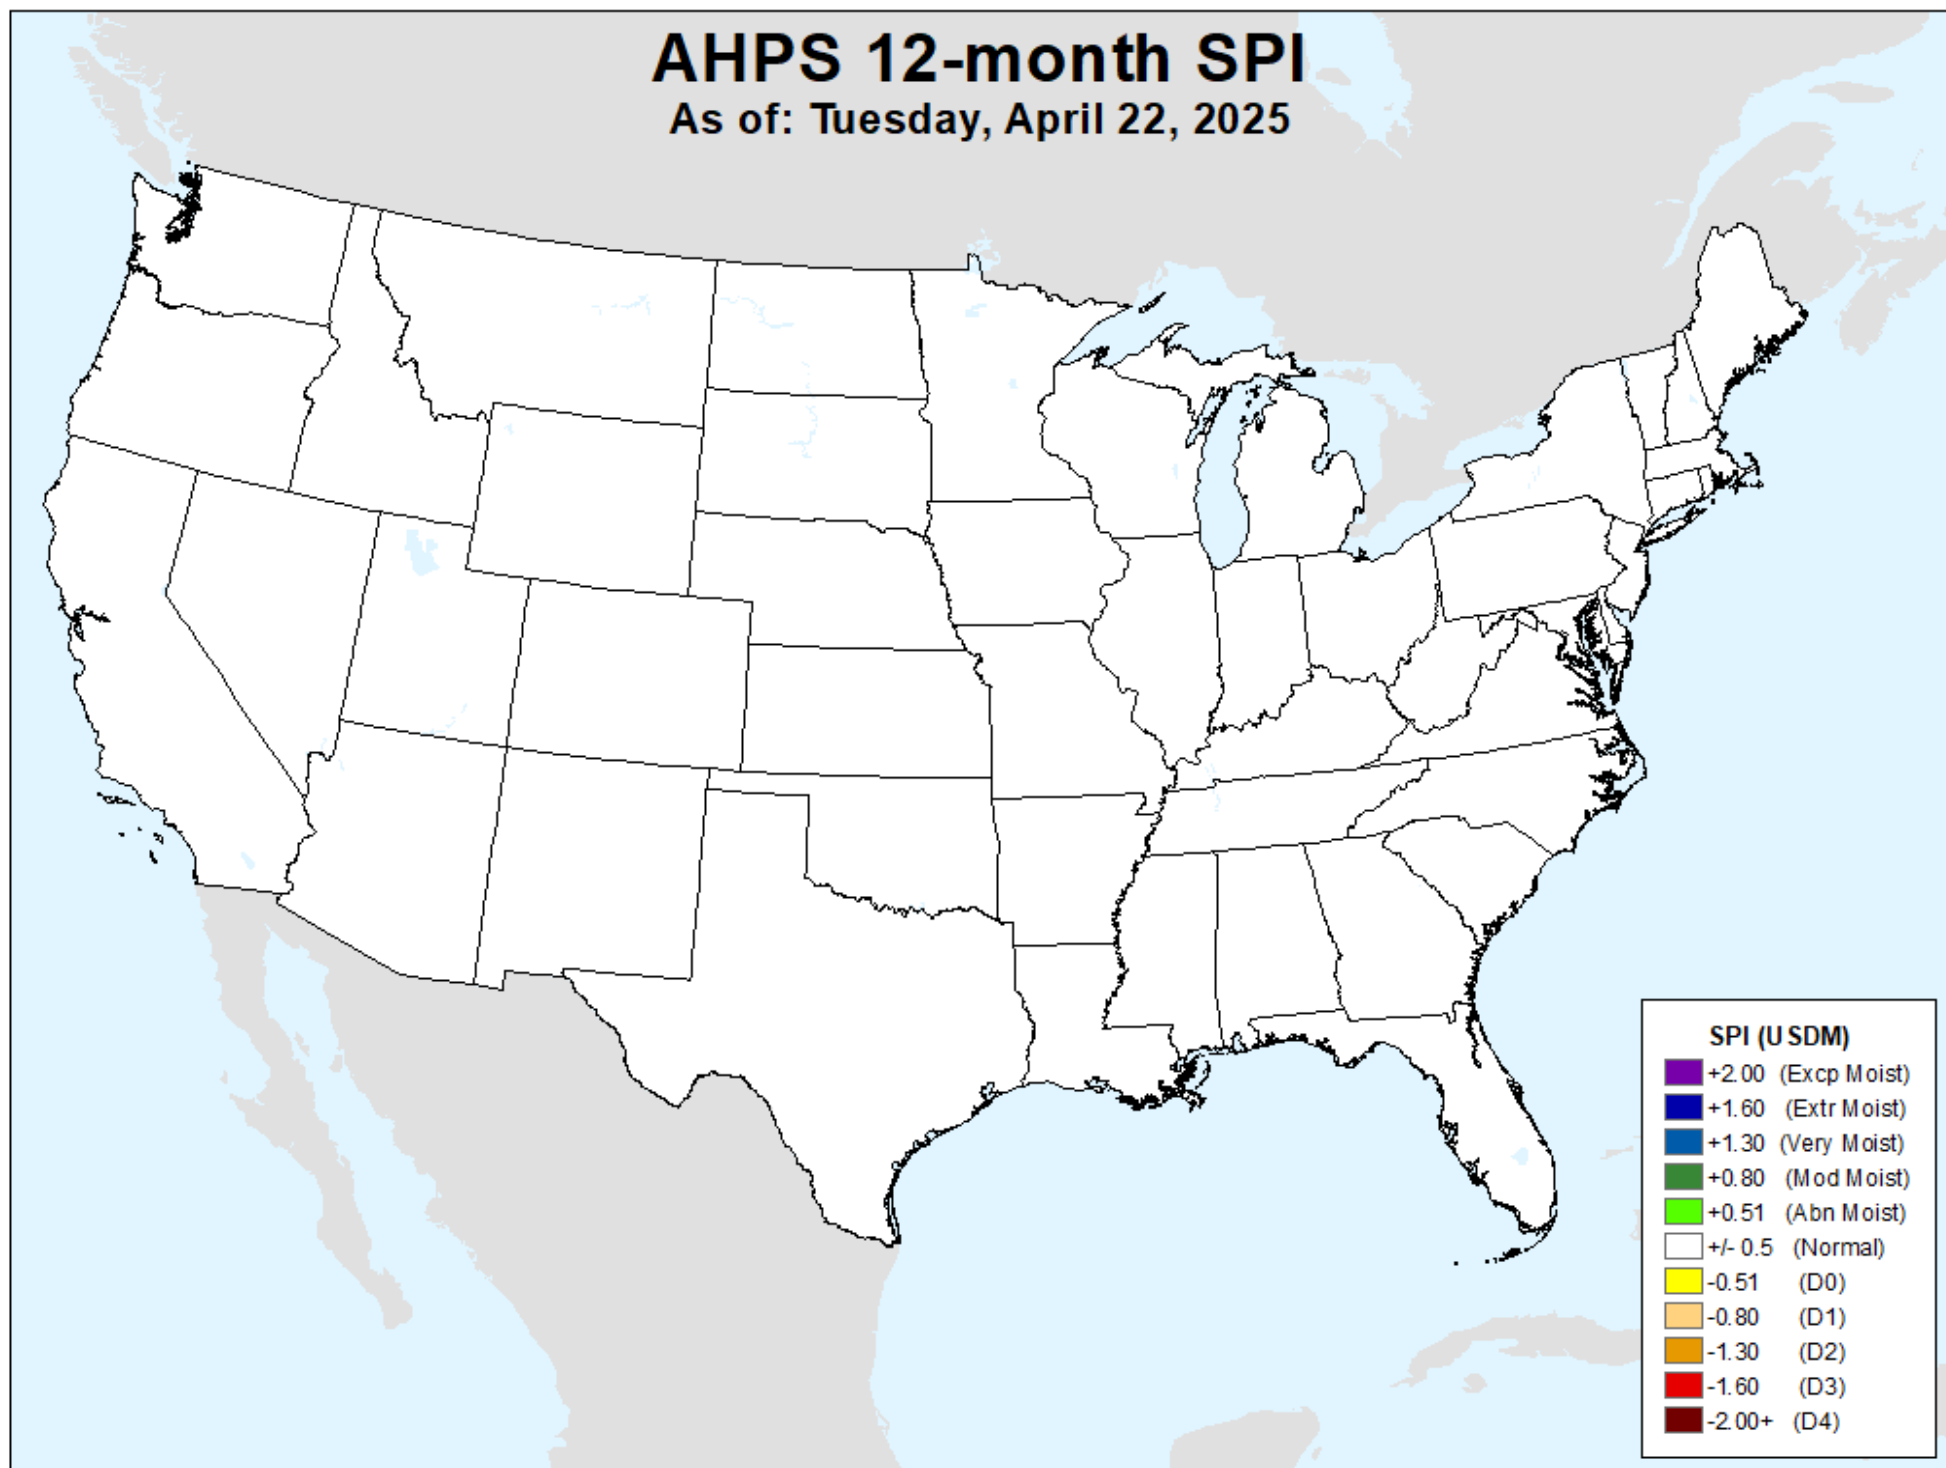 AHPS 12-month SPI
As of: Tuesday, April 22, 2025
SPI (USDM)
+2.00 (Excp Moist)
+1.60 (Extr Moist)
+1.30 (Very Moist)
+0.80 (Mod Moist)
+0.51 (Abn Moist)
+/- 0.5 (Normal)
-0.51 (D0)
-0.80 (D1)
-1.30 (D2)
-1.60 (D3)
-2.00+ (D4)